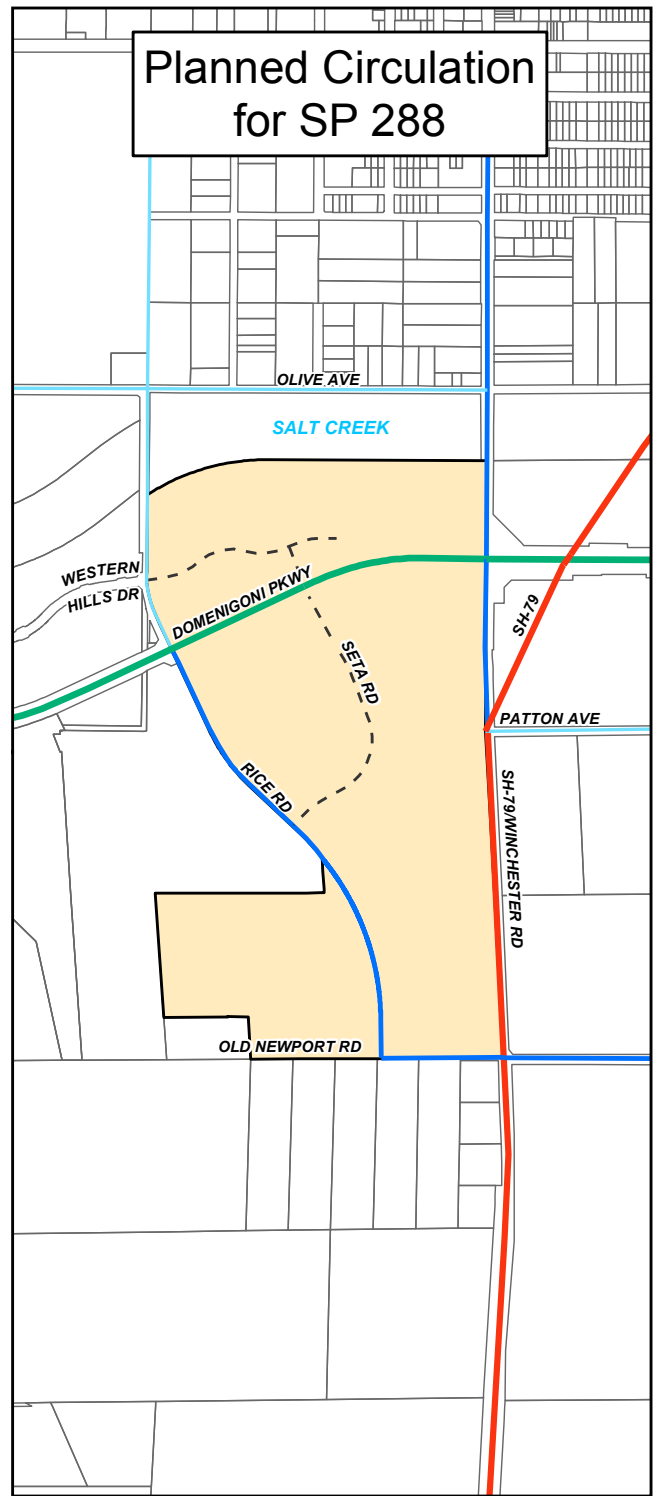 Planned Circulation
for SP 288
OLIVE AVE
SALT CREEK
WESTERN
HILLS DR
DOMENIGONI PKWY
SH-79
SETA RD
PATTON AVE
RICE RD
SH-79/WINCHESTER RD
OLD NEWPORT RD